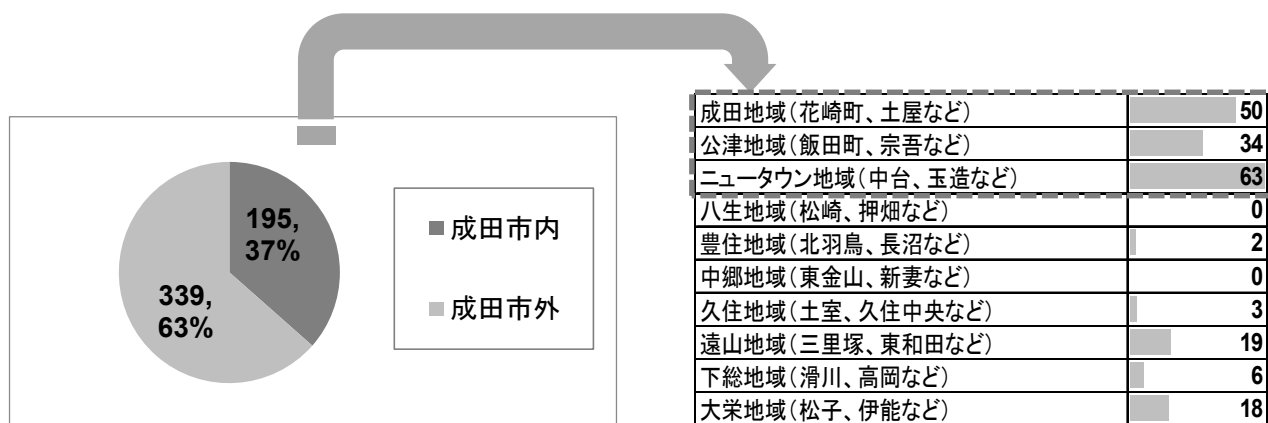 195,
37%
339,
63%
成田市内
成田市外
成田地域(花崎町、土屋など) 50
公津地域(飯田町、宗吾など) 34
ニュータウン地域(中台、玉造など) 63
八生地域(松崎、押畑など) 0
豊住地域(北羽鳥、長沼など) 2
中郷地域(東金山、新妻など) 0
久住地域(土室、久住中央など) 3
遠山地域(三里塚、東和田など) 19
下総地域(滑川、高岡など) 6
大栄地域(松子、伊能など) 18